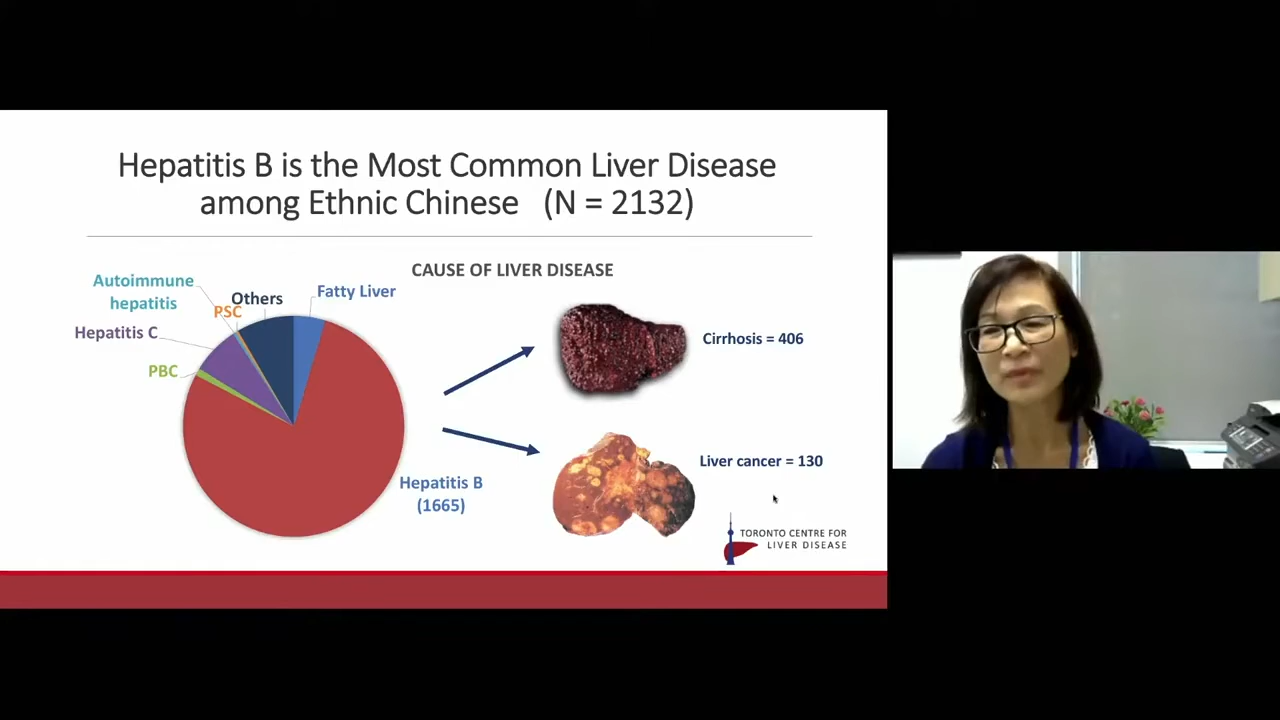 Hepatitis B is the Most Common Liver Disease
among Ethnic Chinese (N = 2132)
CAUSE OF LIVER DISEASE
Autoimmune
hepatitis
Others
Fatty Liver
PSC
Hepatitis C
PBC
Hepatitis B
(1665)
Cirrhosis = 406
Liver cancer = 130
TORONTO CENTRE FOR
LIVER DISEASE